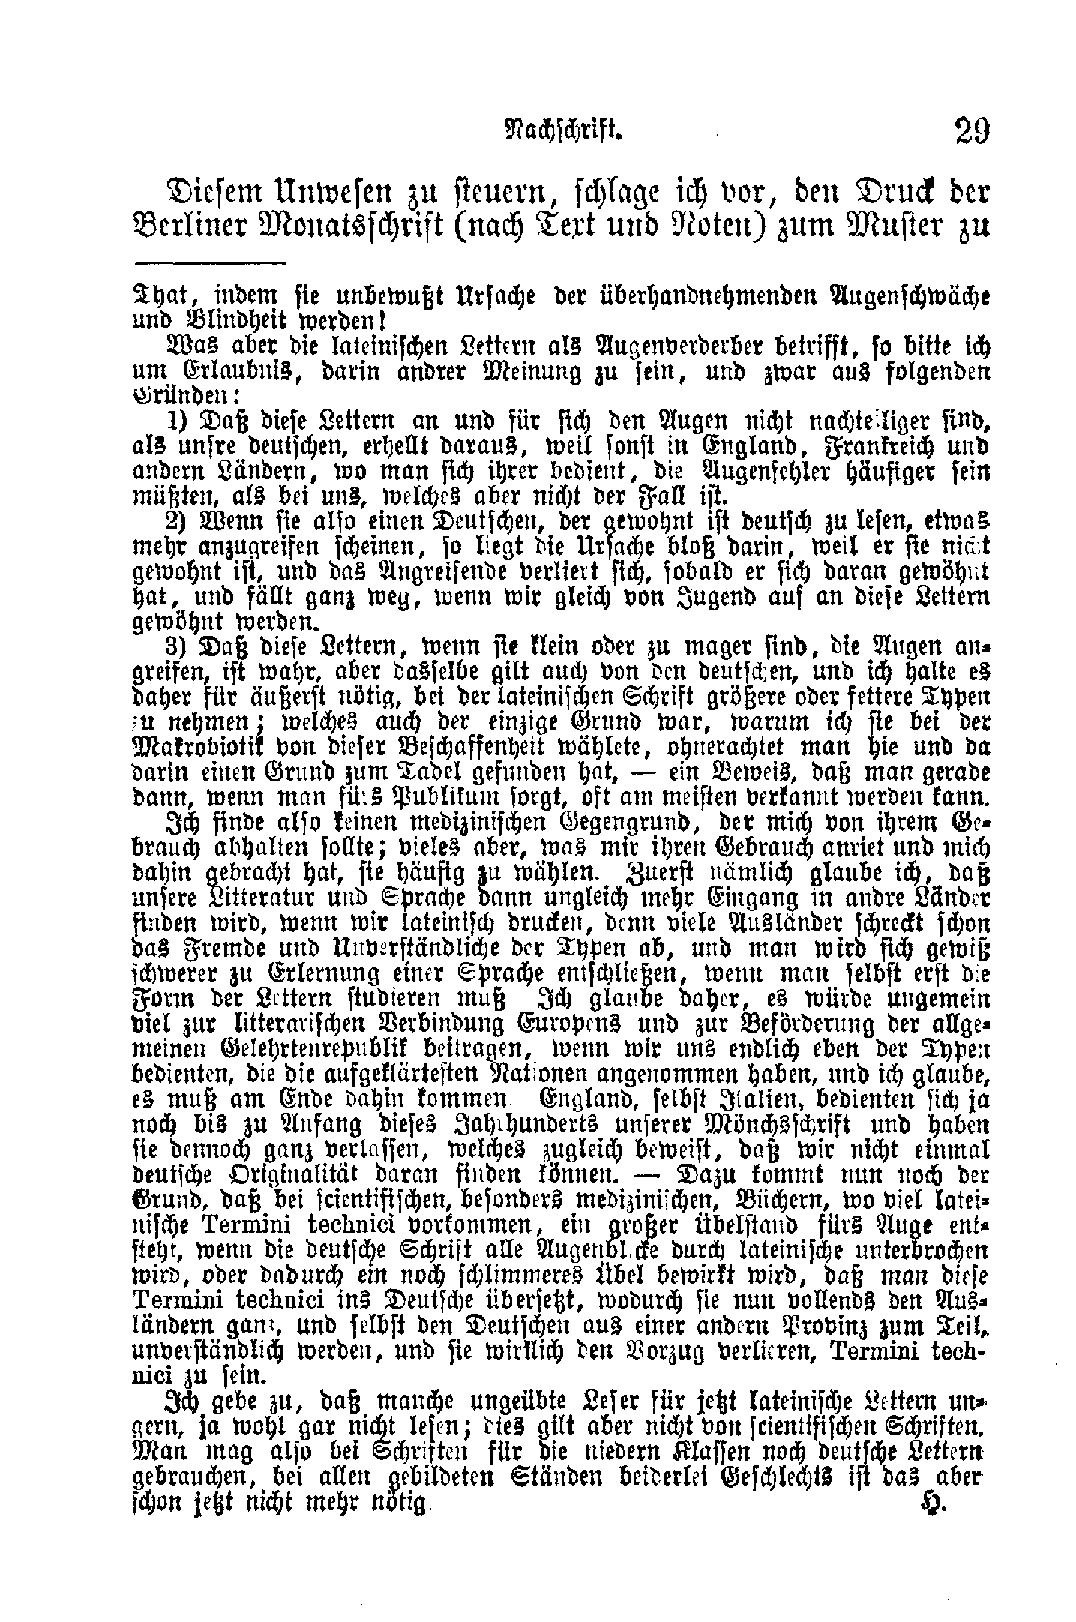 Nachschrift. 29
Diesem Unwesen zu steuern, schlage ich vor, den Druck der
Berliner Monatsschrift (nach Text und Noten) zum Muster zu
That, indem sie unbewußt Ursache der überhandnehmenden Augenschwäche
und Blindheit werden!
Was aber die lateinischen Lettern als Augenverderber betrifft, so bitte ich
um Erlaubnis, darin andrer Meinung zu sein, und zwar aus folgenden
Gründen:
1) Daß diese Lettern an und für sich den Augen nicht nachteiliger sind,
als unsre deutschen, erhellt daraus, weil sonst in England, Frankreich und
andern Ländern, wo man sich ihrer bedient, die Augenfehler häufiger sein
müßten, als bei uns, welches aber nicht der Fall ist.
2) Wenn sie also einen Deutschen, der gewohnt ist deutsch zu lesen, etwas
mehr anzugreifen scheinen, so liegt die Ursache bloß darin, weil er sie nicht
gewohnt ist, und das Angreifende verliert sich, sobald er sich daran gewöhnt
hat, und fällt ganz weg, wenn wir gleich von Jugend auf an diese Lettern
gewöhnt werden.
3) Daß diese Lettern, wenn sie klein oder zu mager sind, die Augen an-
greifen, ist wahr, aber dasselbe gilt auch von den deutschen, und ich halte es
daher für äußerst nötig, bei der lateinischen Schrift größere oder fettere Typen
zu nehmen; welches auch der einzige Grund war, warum ich sie bei der
Makrobiotik von dieser Beschaffenheit wählete, ohnerachtet man hie und da
darin einen Grund zum Tadel gefunden hat, — ein Beweis, daß man gerade
dann, wenn man fürs Publikum sorgt, oft am meisten verkannt werden kann.
Ich finde also keinen medizinischen Gegengrund, der mich von ihrem Ge-
brauch abhalten sollte; vieles aber, was mir ihren Gebrauch anriet und mich
dahin gebracht hat, sie häufig zu wählen. Zuerst nämlich glaube ich, daß
unsere Litteratur und Sprache dann ungleich mehr Eingang in andre Länder
finden wird, wenn wir lateinisch drucken, denn viele Ausländer schreckt schon
das Fremde und Unverständliche der Typen ab, und man wird sich gewiß
schwerer zu Erlernung einer Sprache entschließen, wenn man selbst erst die
Form der Lettern studieren muß Ich glaube daher, es würde ungemein
viel zur litterarischen Verbindung Europens und zur Beförderung der allge-
meinen Gelehrtenrepublik beitragen, wenn wir uns endlich eben der Typen
bedienten, die die aufgeklärtesten Nationen angenommen haben, und ich glaube,
es muß am Ende dahin kommen England, selbst Italien, bedienten sich ja
noch bis zu Anfang dieses Jahrhunderts unserer Mönchsschrift und haben
sie dennoch ganz verlassen, welches zugleich beweist, daß wir nicht einmal
deutsche Originalität daran finden können. — Dazu kommt nun noch der
Grund, daß bei scientifischen, besonders medizinischen, Büchern, wo viel latei-
nische Termini technici vorkommen, ein großer übelstand fürs Auge ent-
steht, wenn die deutsche Schrift alle Augenblicke durch lateinische unterbrochen
wird, oder dadurch ein noch schlimmeres Übel bewirkt wird, daß man diese
Termini technici ins Deutsche übersetzt, wodurch sie nun vollends den Aus-
ländern ganz, und selbst den Deutschen aus einer andern Provinz zum Teil,
unverständlich werden, und sie wirklich den Vorzug verlieren, Termini tech-
nici zu sein.
Ich gebe zu, daß manche ungeübte Leser für jetzt lateinische Lettern un-
gern, ja wohl gar nicht lesen; dies gilt aber nicht von scientifischen Schriften.
Man mag also bei Schriften für die niedern Klassen noch deutsche Lettern
gebrauchen, bei allen gebildeten Ständen beiderlei Geschlechts ist das aber
schon jetzt nicht mehr nötig H.